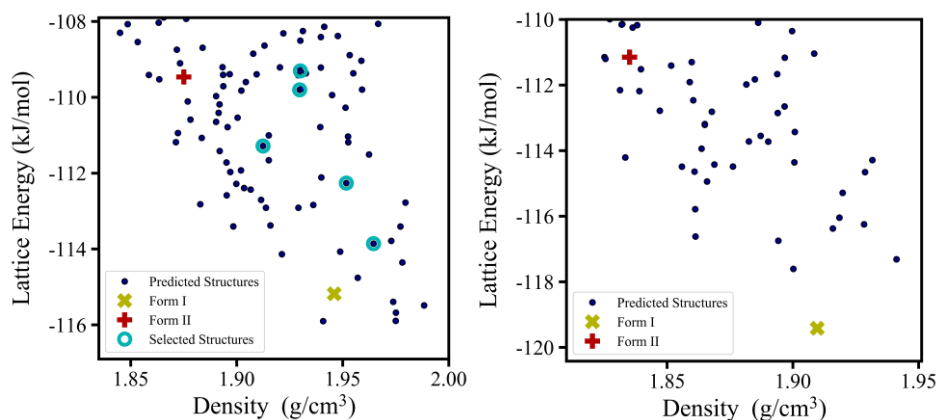 -108
-110
-112
-114
-116
Lattice Energy (kJ/mol)
Predicted Structures
Form I
Form II
Selected Structures
1.85
1.90
1.95
2.00
Density (g/cm³)
-110
-112
-114
-116
-118
-120
Lattice Energy (kJ/mol)
Predicted Structures
Form I
Form II
1.85
1.90
1.95
Density (g/cm³)